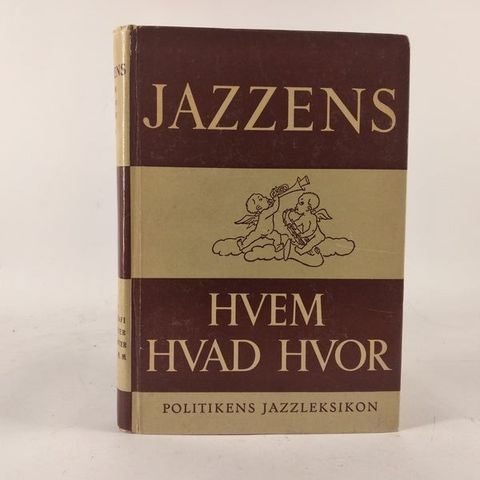 JAZZENS
HVEM
HVAD HVOR
POLITIKENS JAZZLEKSIKON